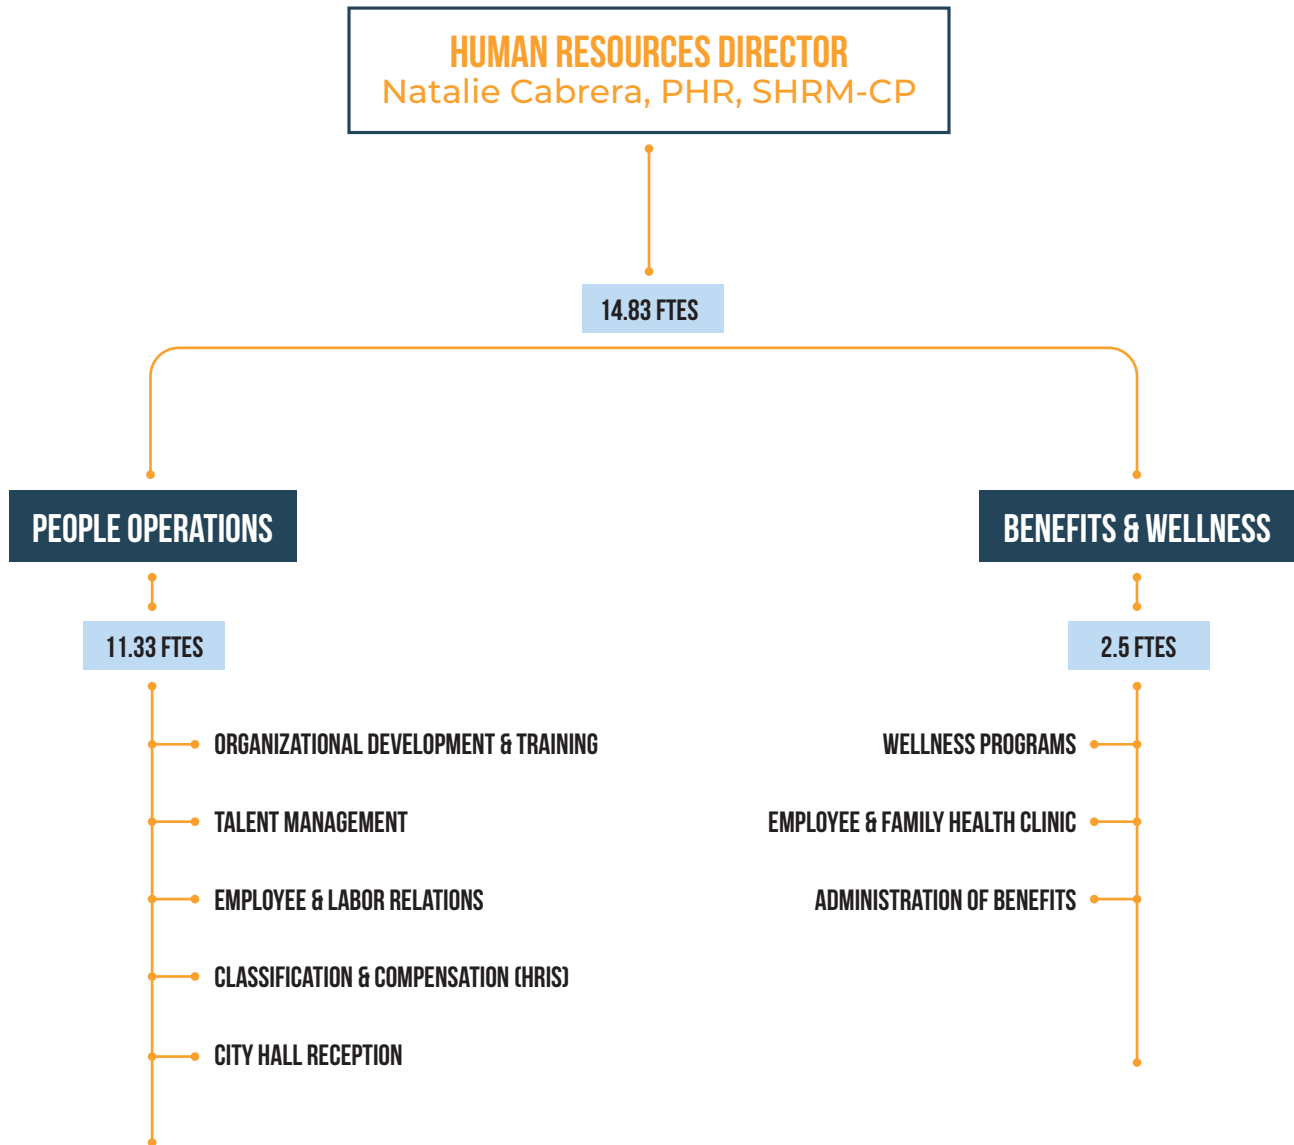 HUMAN RESOURCES DIRECTOR
Natalie Cabrera, PHR, SHRM-CP
14.83 FTES
PEOPLE OPERATIONS
11.33 FTES
ORGANIZATIONAL DEVELOPMENT & TRAINING
TALENT MANAGEMENT
EMPLOYEE & LABOR RELATIONS
CLASSIFICATION & COMPENSATION (HRIS)
CITY HALL RECEPTION
BENEFITS & WELLNESS
2.5 FTES
WELLNESS PROGRAMS
EMPLOYEE & FAMILY HEALTH CLINIC
ADMINISTRATION OF BENEFITS